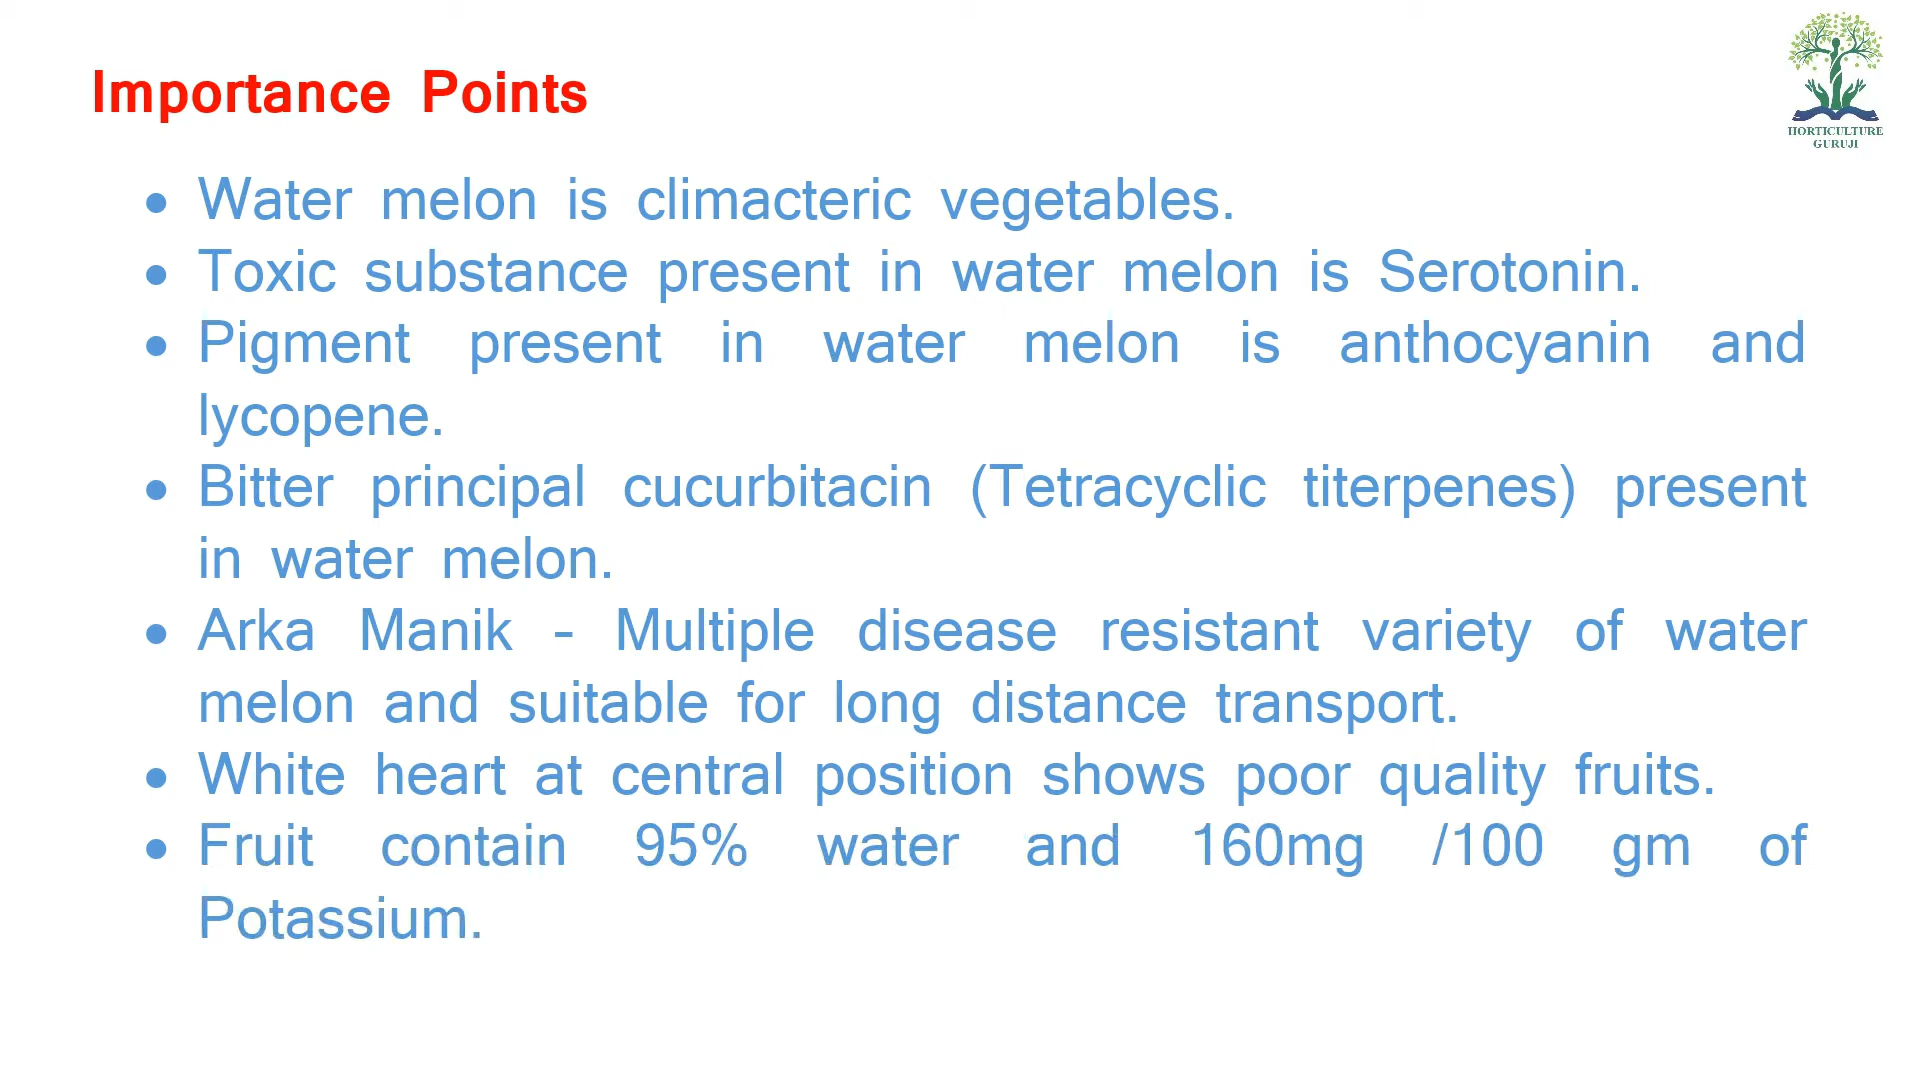 Importance Points
HORTICULTURE
GURUJI
• Water melon is climacteric vegetables.
• Toxic substance present in water melon is Serotonin.
• Pigment present in water melon is anthocyanin and
lycopene.
• Bitter principal cucurbitacin (Tetracyclic titerpenes) present
in water melon.
• Arka Manik – Multiple disease resistant variety of water
melon and suitable for long distance transport.
• White heart at central position shows poor quality fruits.
• Fruit contain 95% water and 160mg /100 gm of
Potassium.